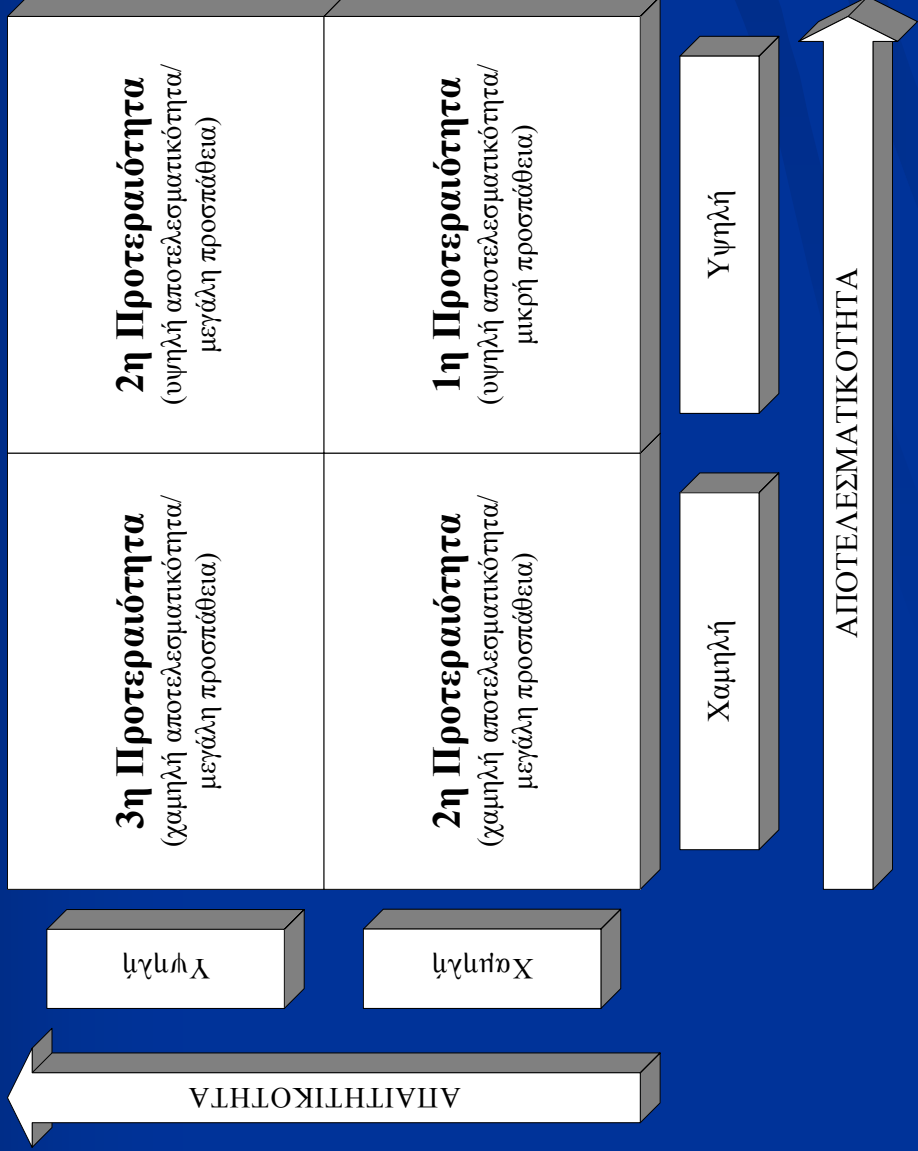 ΑΠΑΙΤΗΤΙΚΟΤΗΤΑ
Υψηλή
3η Προτεραιότητα
(χαμηλή αποτελεσματικότητα/
μεγάλη προσπάθεια)
2η Προτεραιότητα
(υψηλή αποτελεσματικότητα/
μεγάλη προσπάθεια)
Χαμηλή
2η Προτεραιότητα
(χαμηλή αποτελεσματικότητα/
μεγάλη προσπάθεια)
1η Προτεραιότητα
(υψηλή αποτελεσματικότητα/
μικρή προσπάθεια)
Χαμηλή
Υψηλή
ΑΠΟΤΕΛΕΣΜΑΤΙΚΟΤΗΤΑ